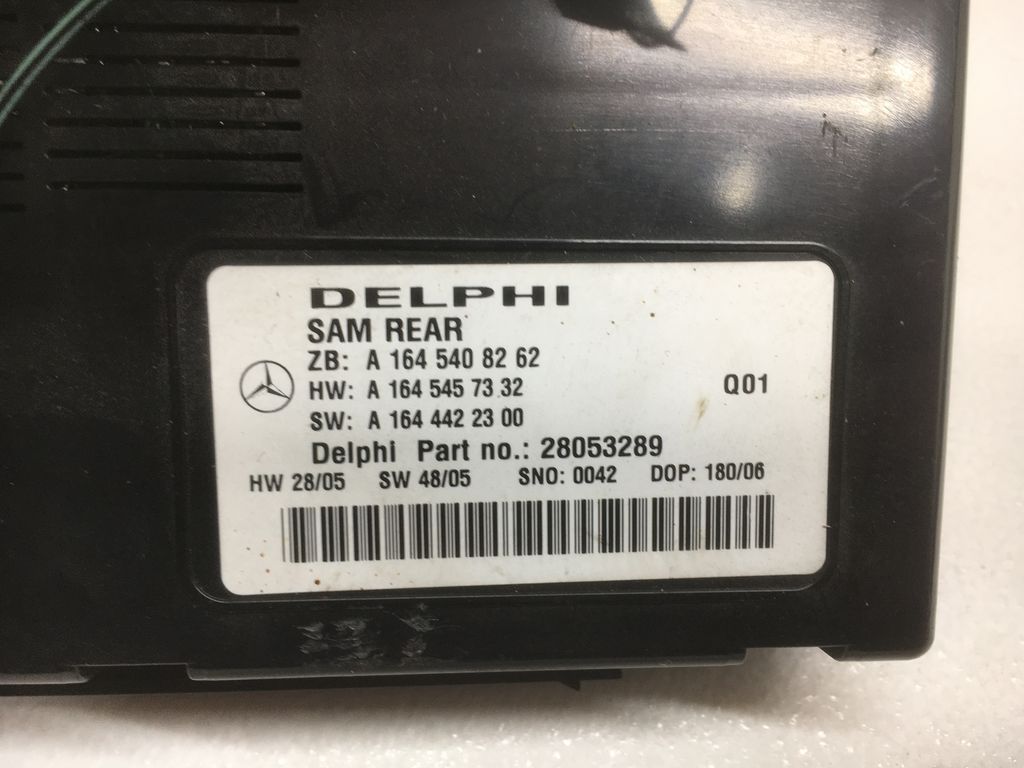 DELPHI
SAM REAR
ZB: A 164 540 82 62
HW: A 164 545 73 32
Q01
SW: A 164 442 23 00
Delphi Part no.: 28053289
HW 28/05 SW 48/05 SNO: 0042 DOP: 180/06